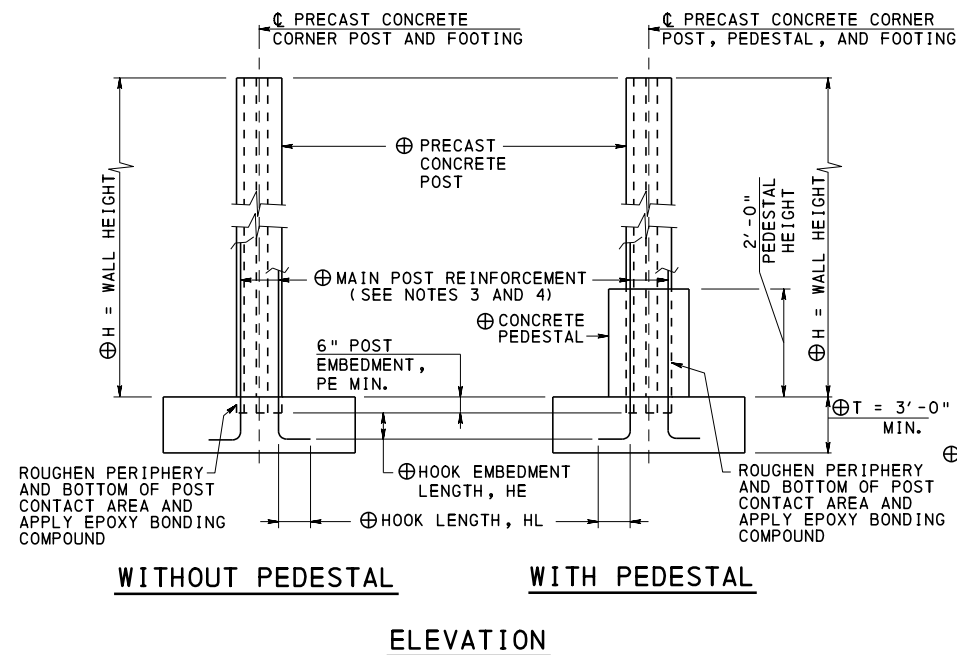 ℄ PRECAST CONCRETE
CORNER POST AND FOOTING
℄ PRECAST CONCRETE CORNER
POST, PEDESTAL, AND FOOTING
⊕ PRECAST
CONCRETE
POST
⊕ H = WALL HEIGHT
2'-0"
PEDESTAL
HEIGHT
⊕ H = WALL HEIGHT
⊕ MAIN POST REINFORCEMENT
(SEE NOTES 3 AND 4)
⊕ CONCRETE
PEDESTAL
6" POST
EMBEDMENT,
PE MIN.
⊕ T = 3'-0"
MIN.
⊕
ROUGHEN PERIPHERY
AND BOTTOM OF POST
CONTACT AREA AND
APPLY EPOXY BONDING
COMPOUND
⊕ HOOK EMBEDMENT
LENGTH, HE
⊕ HOOK LENGTH, HL
ROUGHEN PERIPHERY
AND BOTTOM OF POST
CONTACT AREA AND
APPLY EPOXY BONDING
COMPOUND
WITHOUT PEDESTAL
WITH PEDESTAL
ELEVATION